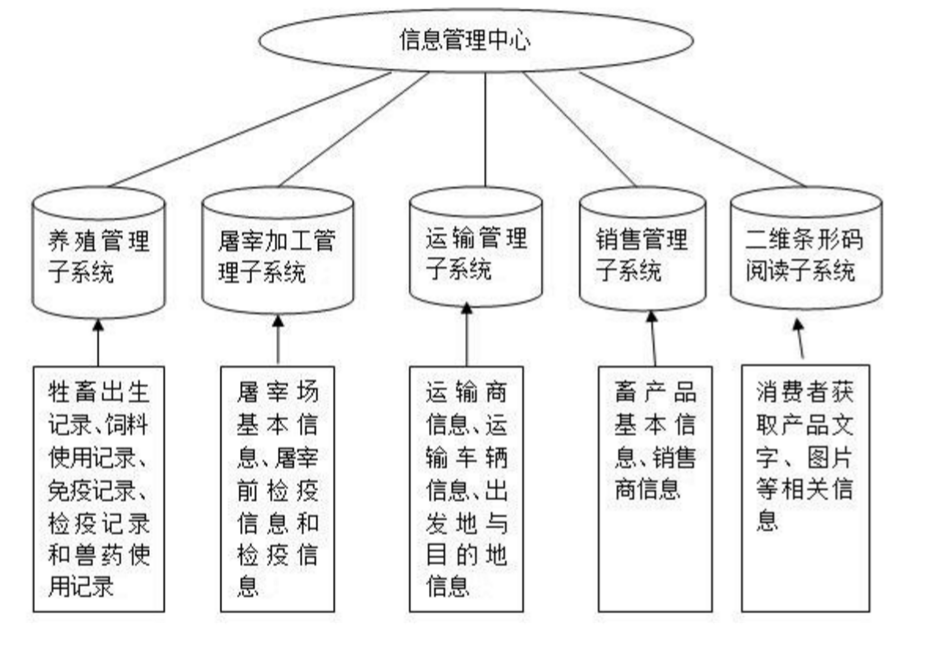 信息管理中心
养殖管理
子系统
屠宰加工管
理子系统
运输管理
子系统
销售管理
子系统
二维条形码
阅读子系统
牲畜出生
记录、饲料
使用记录、
免疫记录、
检疫记录
和兽药使
用记录
屠宰场
基本信
息、屠宰
前检疫
信息和
检疫信
息
运输商
信息、运
输车辆
信息、出
发地与
目的地
信息
畜产品
基本信
息、销售
商信息
消费者获
取产品文
字、图片
等相关信
息